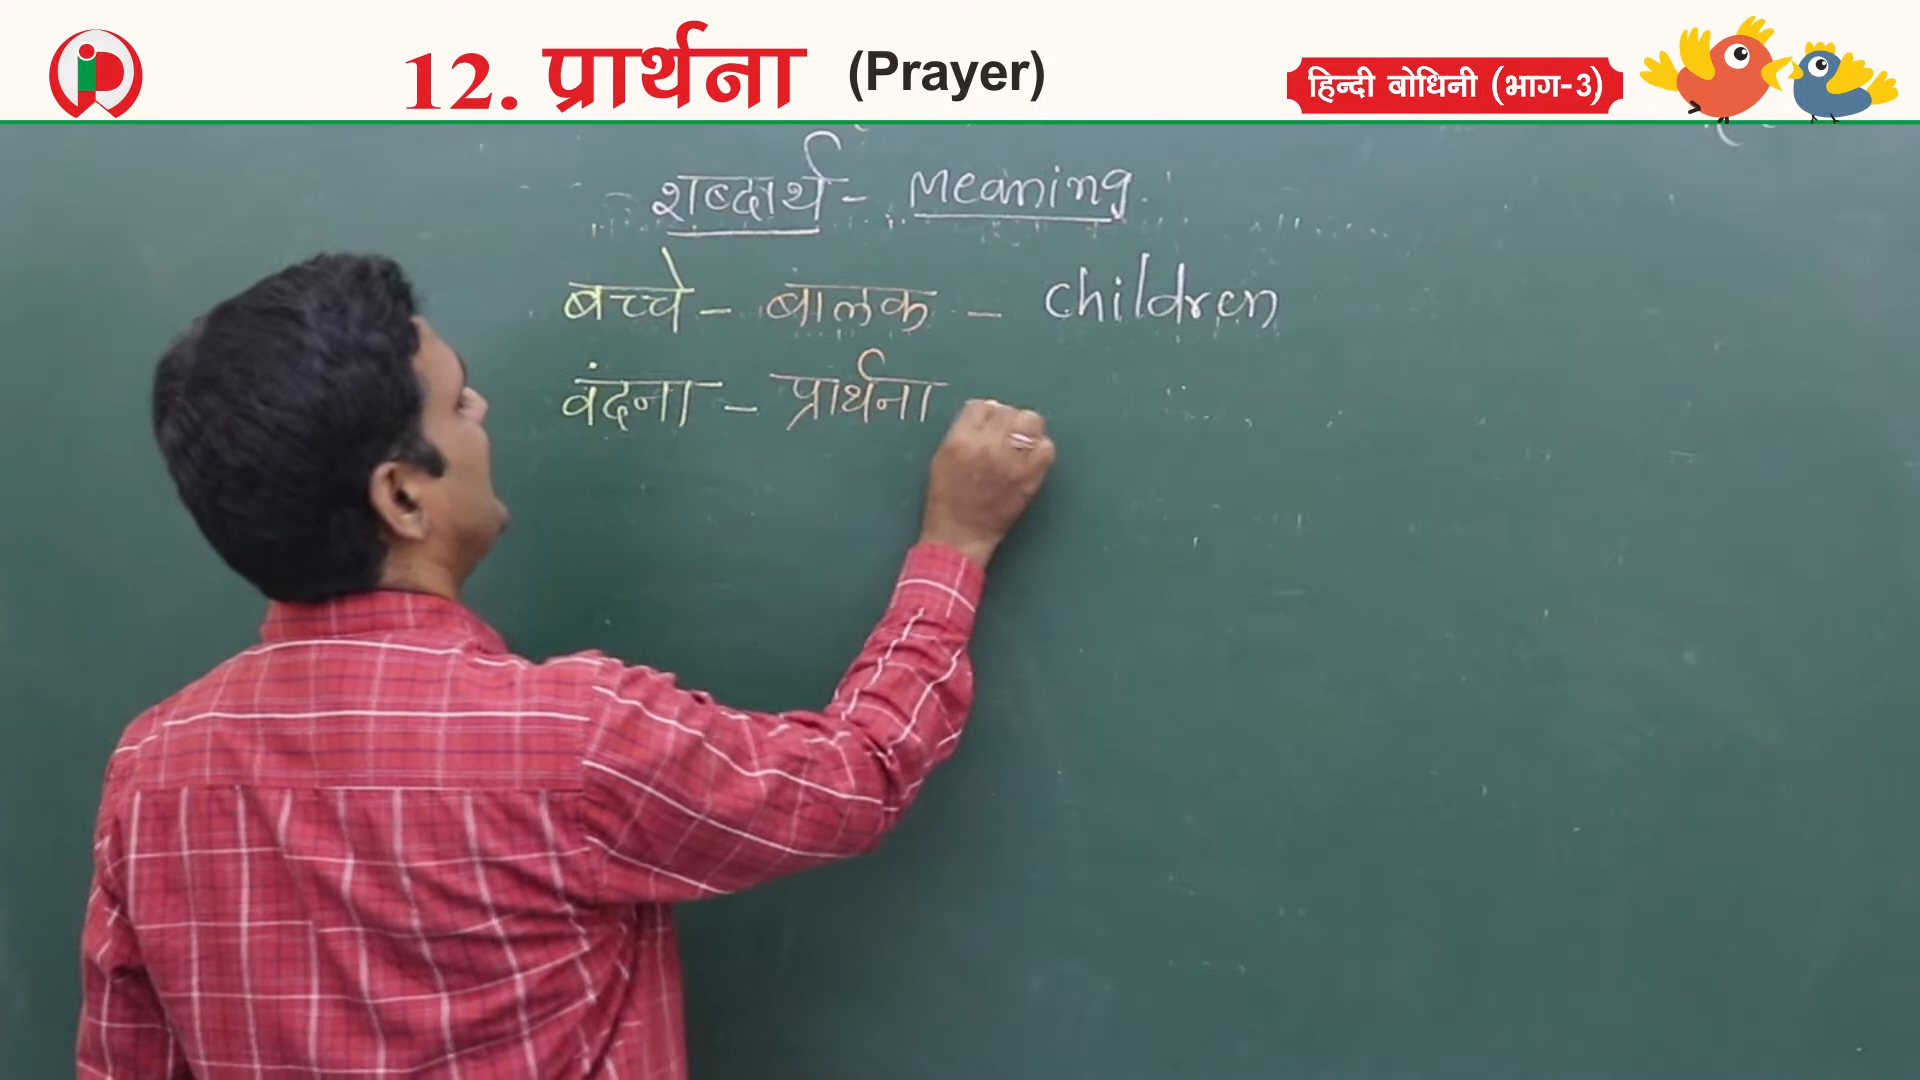 12. प्रार्थना (Prayer)
हिन्दी बोधिनी (भाग-3)
शब्दार्थ - Meaning
बच्चे - बालक - children
वंदना - प्रार्थना